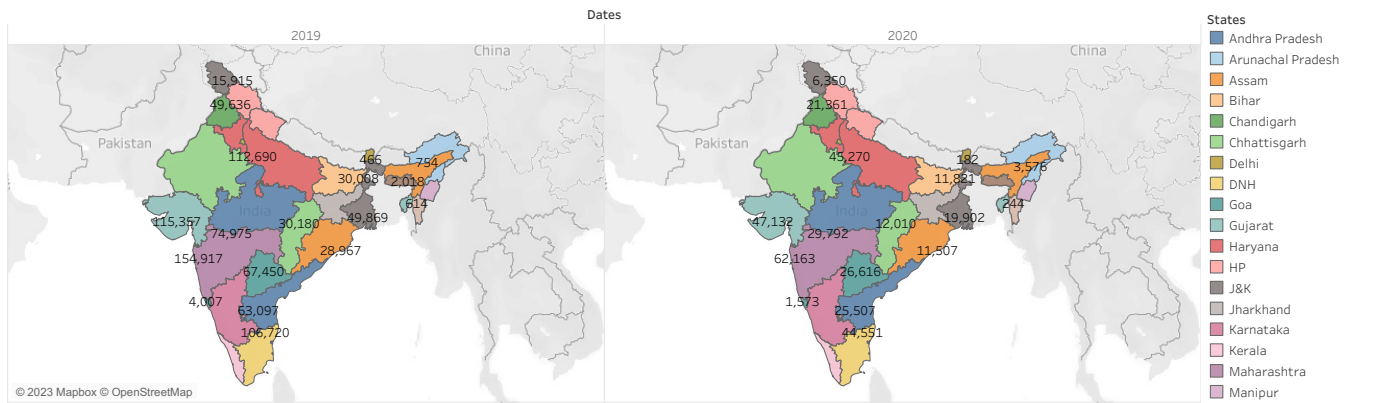 Dates
2019
2020
China
Pakistan
India
15,915
49,636
112,690
466
754
30,008
2,018
614
115,357
49,869
30,180
74,975
28,967
154,917
67,450
4,007
63,097
106,720
© 2023 Mapbox © OpenStreetMap
China
Pakistan
India
6,350
21,361
45,270
182
3,576
11,821
244
47,132
19,902
12,010
29,792
11,507
62,163
26,616
1,573
25,507
44,551
States
Andhra Pradesh
Arunachal Pradesh
Assam
Bihar
Chandigarh
Chhattisgarh
Delhi
DNH
Goa
Gujarat
Haryana
HP
J&K
Jharkhand
Karnataka
Kerala
Maharashtra
Manipur